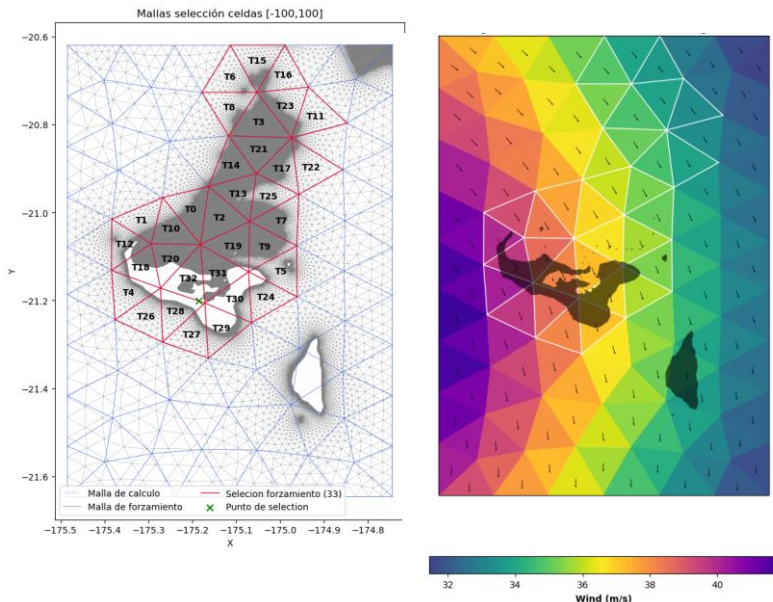 Mallas selección celdas [-100,100]
−20.6
−20.8
−21.0
−21.2
−21.4
−21.6
Y
T15
T6
T16
T8
T23
T3
T11
T21
T14
T17
T22
T13
T25
T0
T1
T2
T7
T10
T12
T19
T9
T20
T18
T5
T31
T32
T4
T30
T24
T28
T26
T29
T27
Malla de calculo
Malla de forzamiento
Selecion forzamiento (33)
Punto de selection
−175.5 −175.4 −175.3 −175.2 −175.1 −175.0 −174.9 −174.8
X
32 34 36 38 40
Wind (m/s)